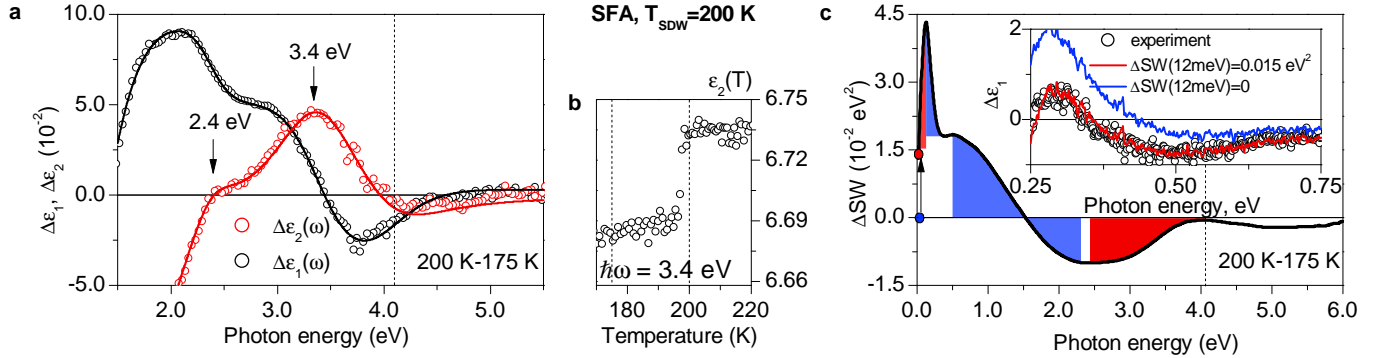 SFA, T_SDW=200 K
a
10.0
5.0
0.0
-5.0
Δε₁, Δε₂ (10⁻²)
2.4 eV
3.4 eV
Δε₂(ω)
Δε₁(ω)
200 K-175 K
2.0
3.0
4.0
5.0
Photon energy (eV)
b
ε₂(T)
6.75
6.72
6.69
6.66
ħω = 3.4 eV
180
200
220
Temperature (K)
c
4.5
3.0
1.5
0.0
-1.5
ΔSW (10⁻² eV²)
2
0
Δε₁
experiment
ΔSW(12meV)=0.015 eV²
ΔSW(12meV)=0
0.25
0.50
0.75
Photon energy, eV
200 K-175 K
0.0
1.0
2.0
3.0
4.0
5.0
6.0
Photon energy (eV)